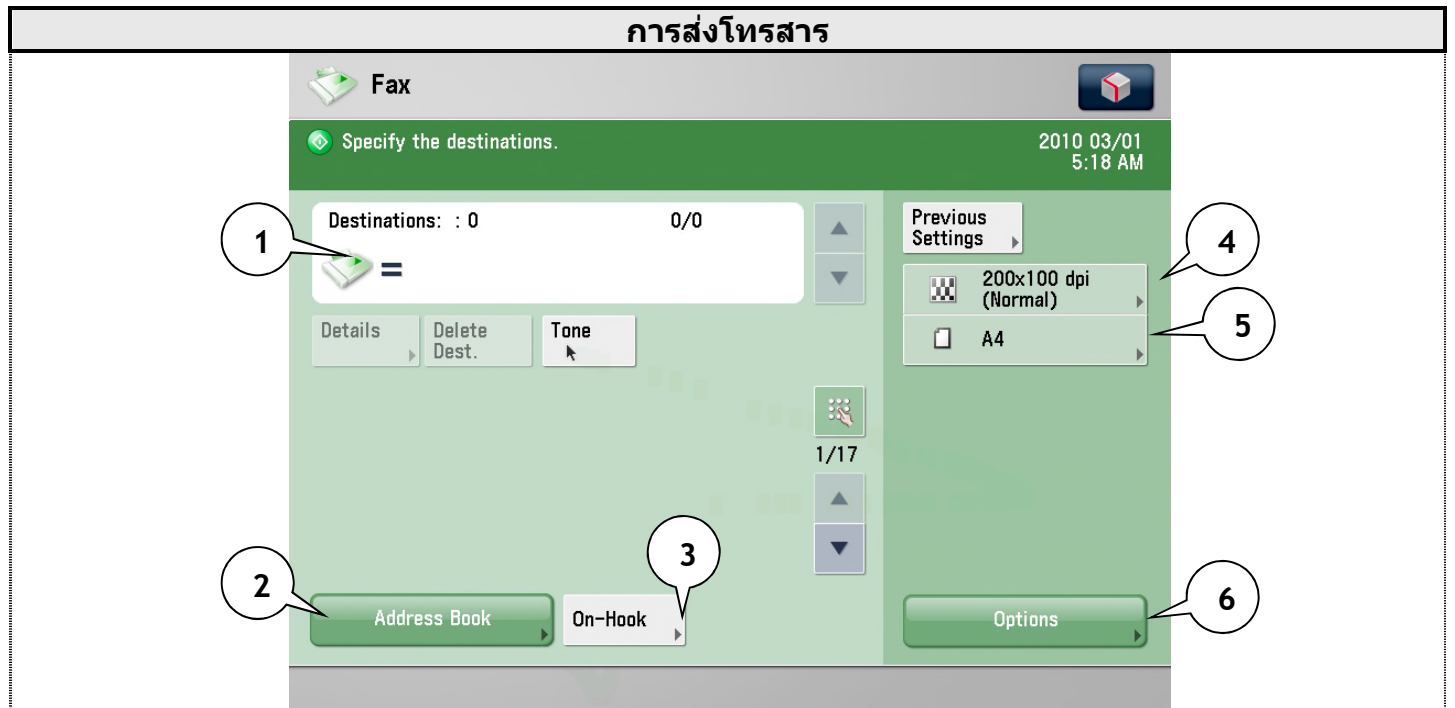 การส่งโทรสาร
Fax
Specify the destinations.
2010 03/01
5:18 AM
Destinations: : 0 0/0
=
Details
Delete
Dest.
Tone
1/17
Address Book
On-Hook
Previous
Settings
200x100 dpi
(Normal)
A4
Options
1
2
3
4
5
6